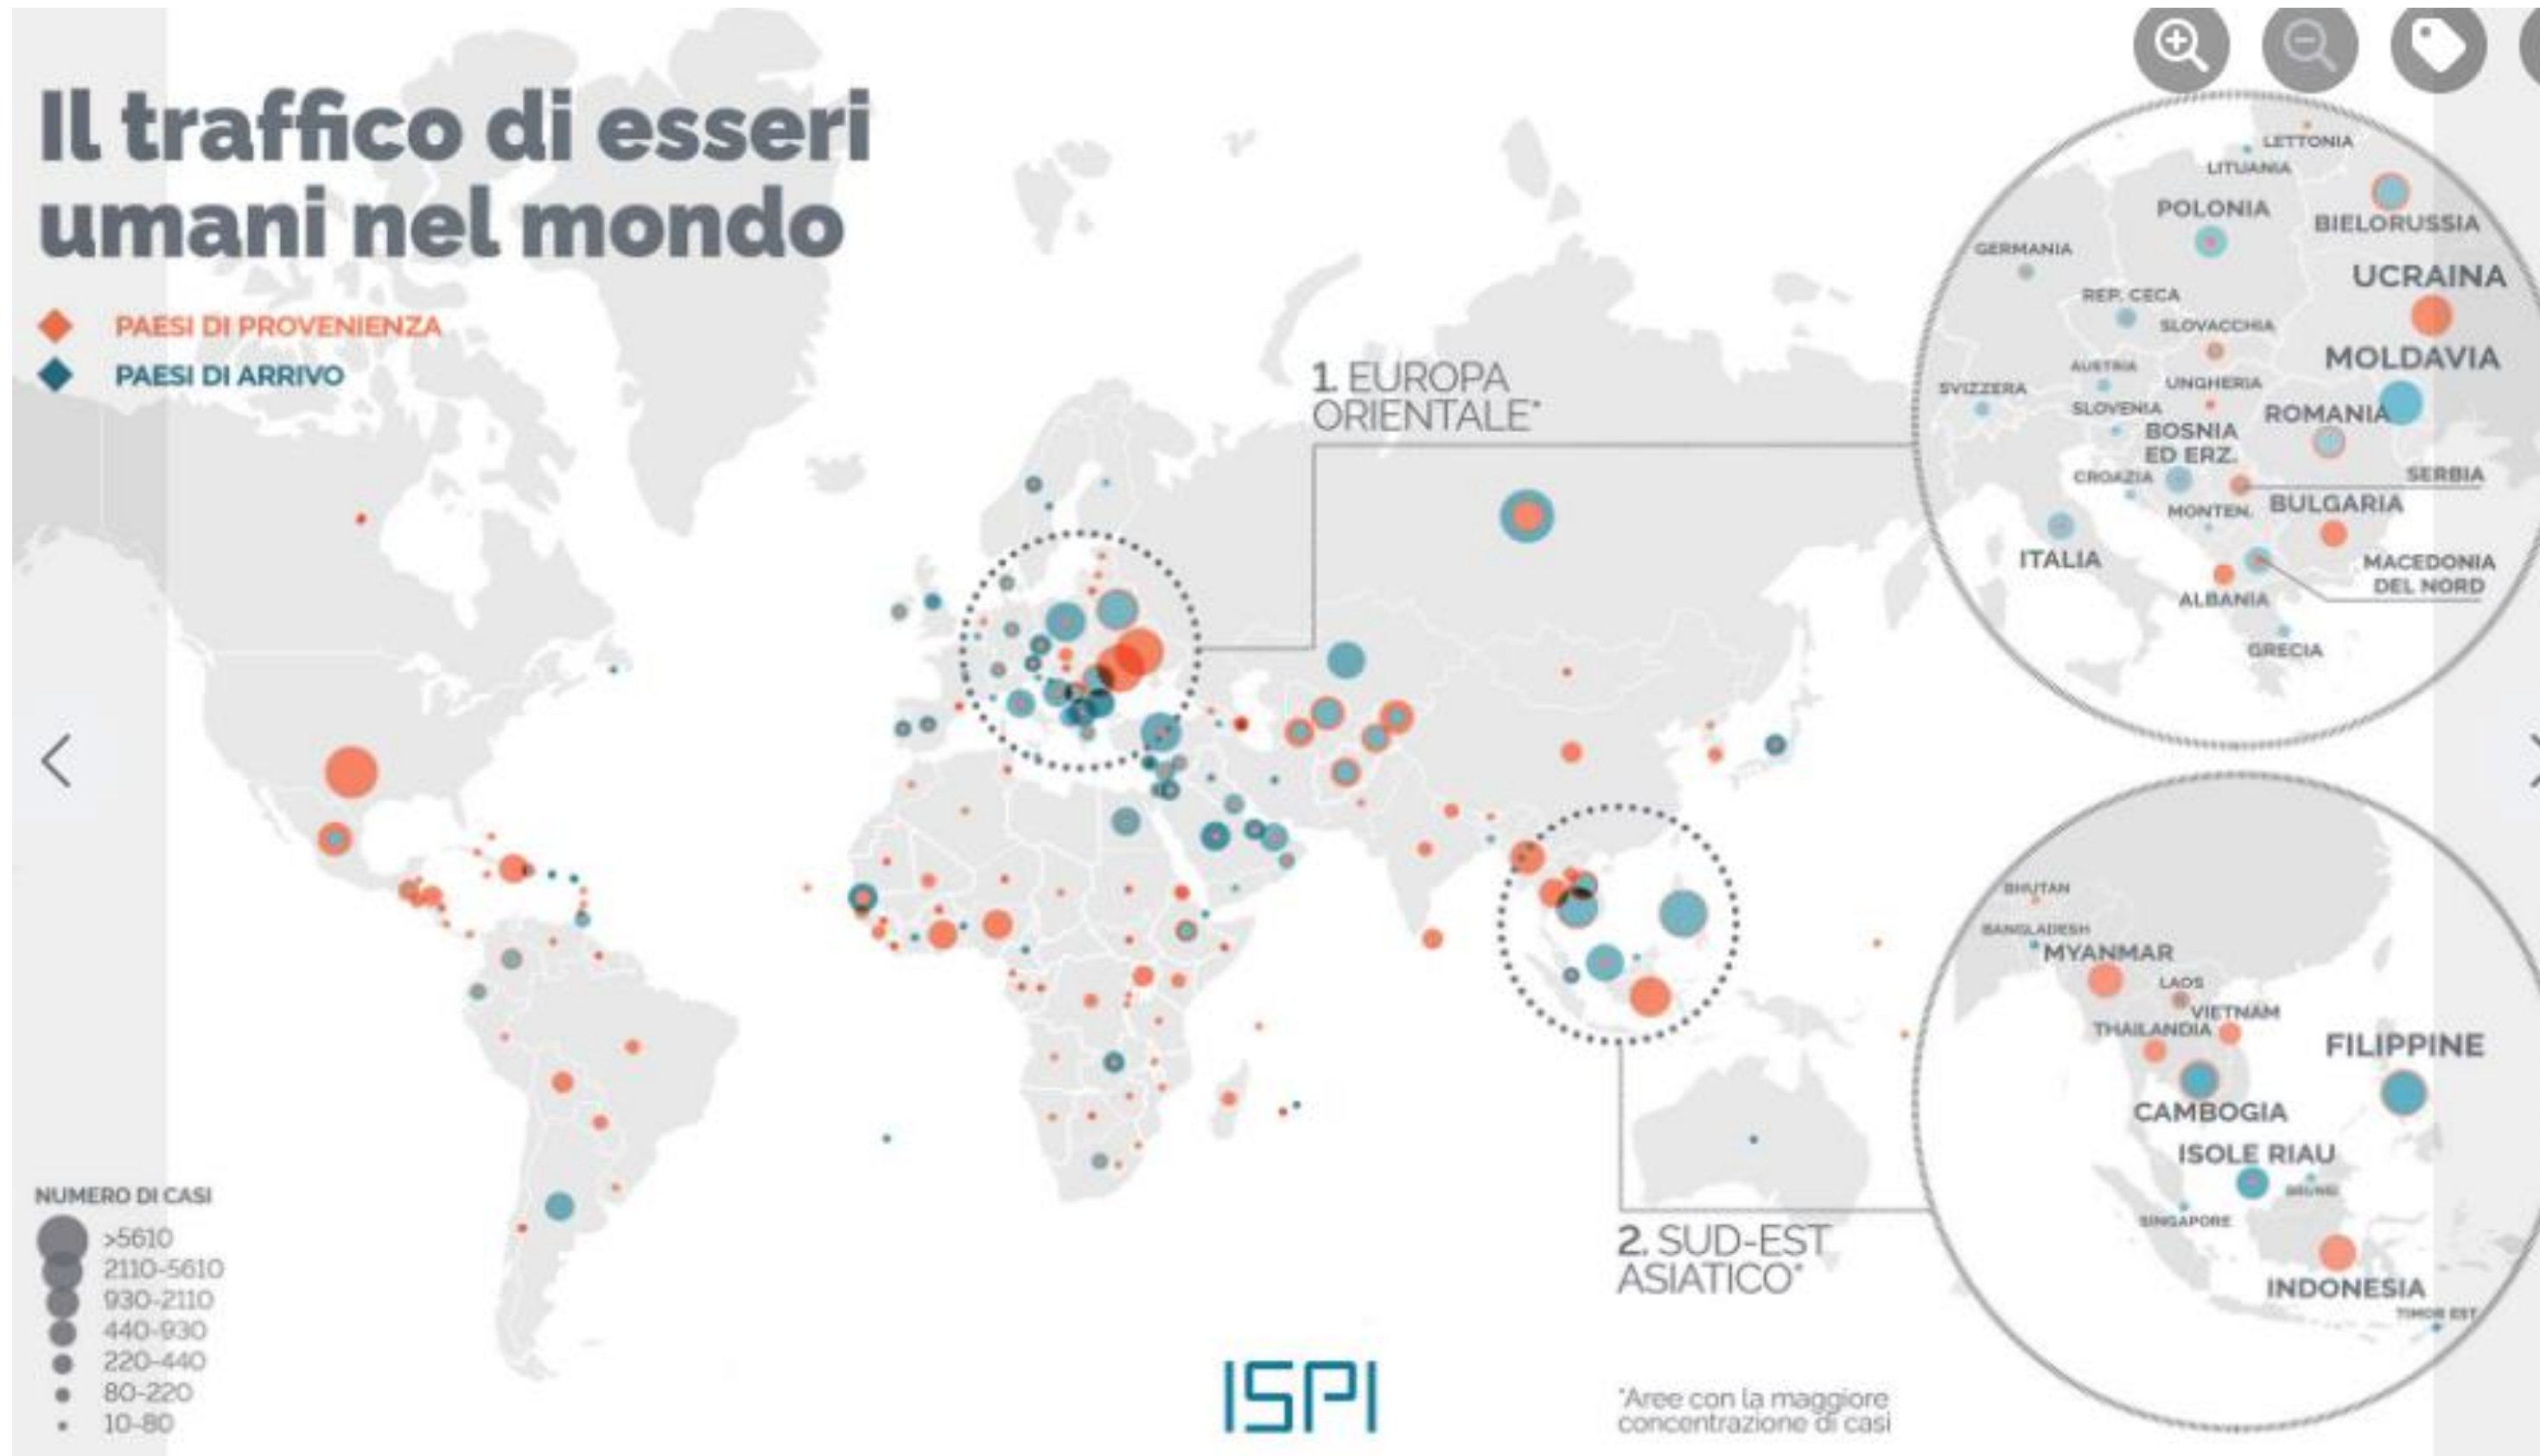 Il traffico di esseri
umani nel mondo
PAESI DI PROVENIENZA
PAESI DI ARRIVO
1. EUROPA
ORIENTALE*
LETTONIA
LITUANIA
POLONIA
BIELORUSSIA
GERMANIA
UCRAINA
REP. CECA
SLOVACCHIA
MOLDAVIA
AUSTRIA
SVIZZERA
UNGHERIA
SLOVENIA
ROMANIA
BOSNIA
ED ERZ.
CROAZIA
SERBIA
MONTEN.
BULGARIA
ITALIA
MACEDONIA
DEL NORD
ALBANIA
GRECIA
BHUTAN
BANGLADESH
MYANMAR
LAOS
VIETNAM
THAILANDIA
FILIPPINE
CAMBOGIA
ISOLE RIAU
BRUNEI
SINGAPORE
INDONESIA
TIMOR EST
2. SUD-EST
ASIATICO*
NUMERO DI CASI
>5610
2110-5610
930-2110
440-930
220-440
80-220
10-80
ISPI
*Aree con la maggiore
concentrazione di casi